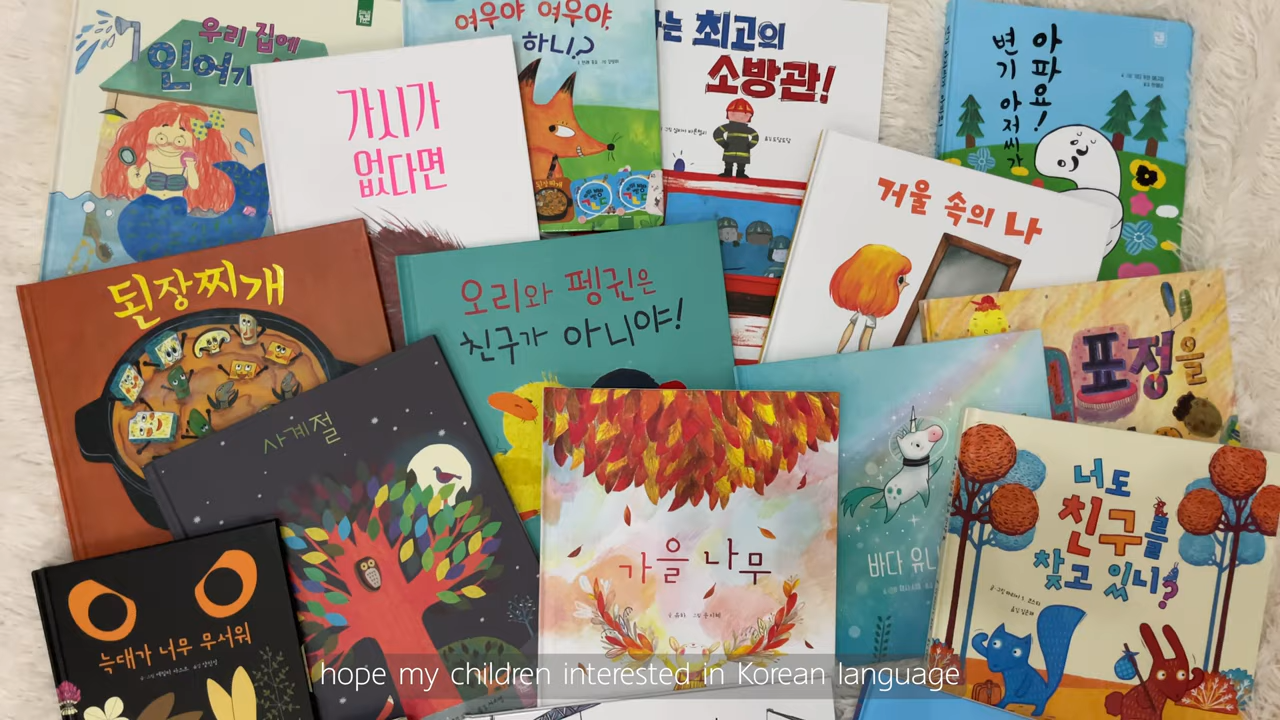 우리 집에
인어가
가시가
없다면
여우야 여우야,
하니?
최고의
소방관!
아파요!
변기 아저씨가
거울 속의 나
된장찌개
오리와 펭귄은
친구가 아니야!
표정을
사계절
가을 나무
바다 유니
너도
친구를
찾고 있니?
늑대가 너무 무서워
hope my children interested in Korean language